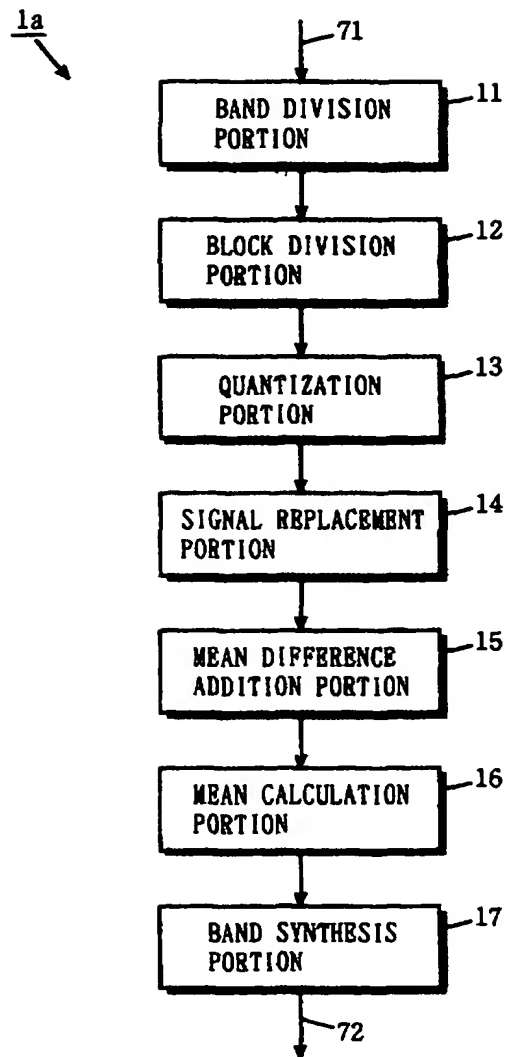 1a
71
BAND DIVISION
PORTION
11
BLOCK DIVISION
PORTION
12
QUANTIZATION
PORTION
13
SIGNAL REPLACEMENT
PORTION
14
MEAN DIFFERENCE
ADDITION PORTION
15
MEAN CALCULATION
PORTION
16
BAND SYNTHESIS
PORTION
17
72